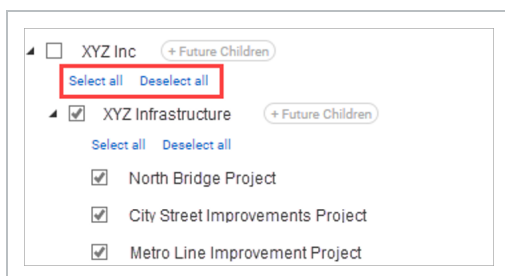 XYZ Inc + Future Children
Select all Deselect all
XYZ Infrastructure + Future Children
Select all Deselect all
North Bridge Project
City Street Improvements Project
Metro Line Improvement Project